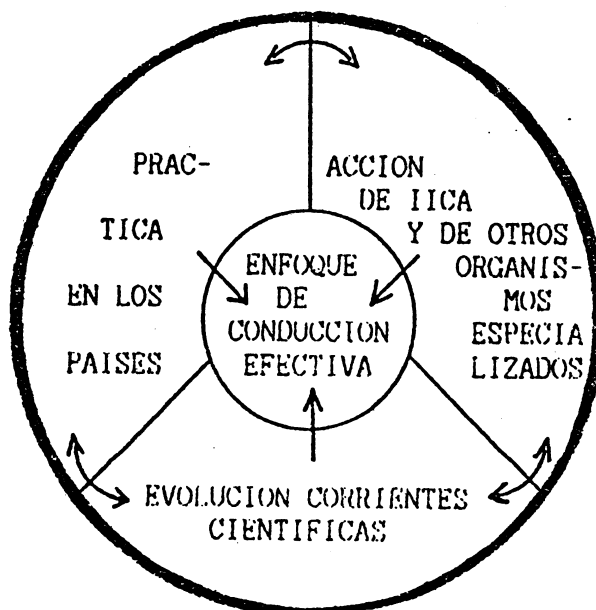 PRAC-
TICA
EN LOS
PAISES
ACCION
DE IICA
Y DE OTROS
ORGANIS-
MOS
ESPECIA
LIZADOS
ENFOQUE
DE
CONDUCCION
EFECTIVA
EVOLUCION CORRIENTES
CIENTIFICAS